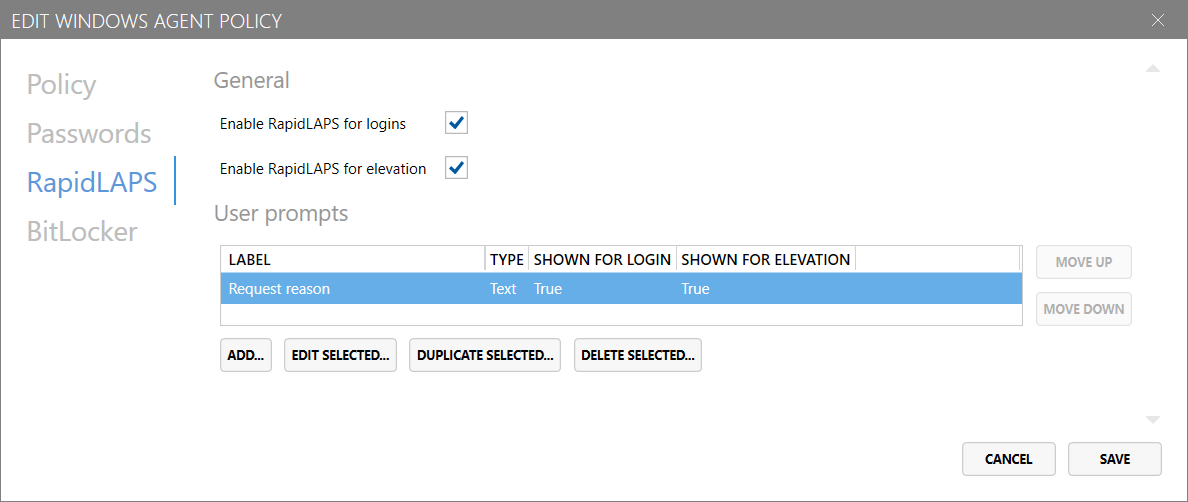 EDIT WINDOWS AGENT POLICY
Policy
Passwords
RapidLAPS
BitLocker
General
Enable RapidLAPS for logins
Enable RapidLAPS for elevation
User prompts
LABEL TYPE SHOWN FOR LOGIN SHOWN FOR ELEVATION
Request reason Text True True
MOVE UP
MOVE DOWN
ADD... EDIT SELECTED... DUPLICATE SELECTED... DELETE SELECTED...
CANCEL SAVE